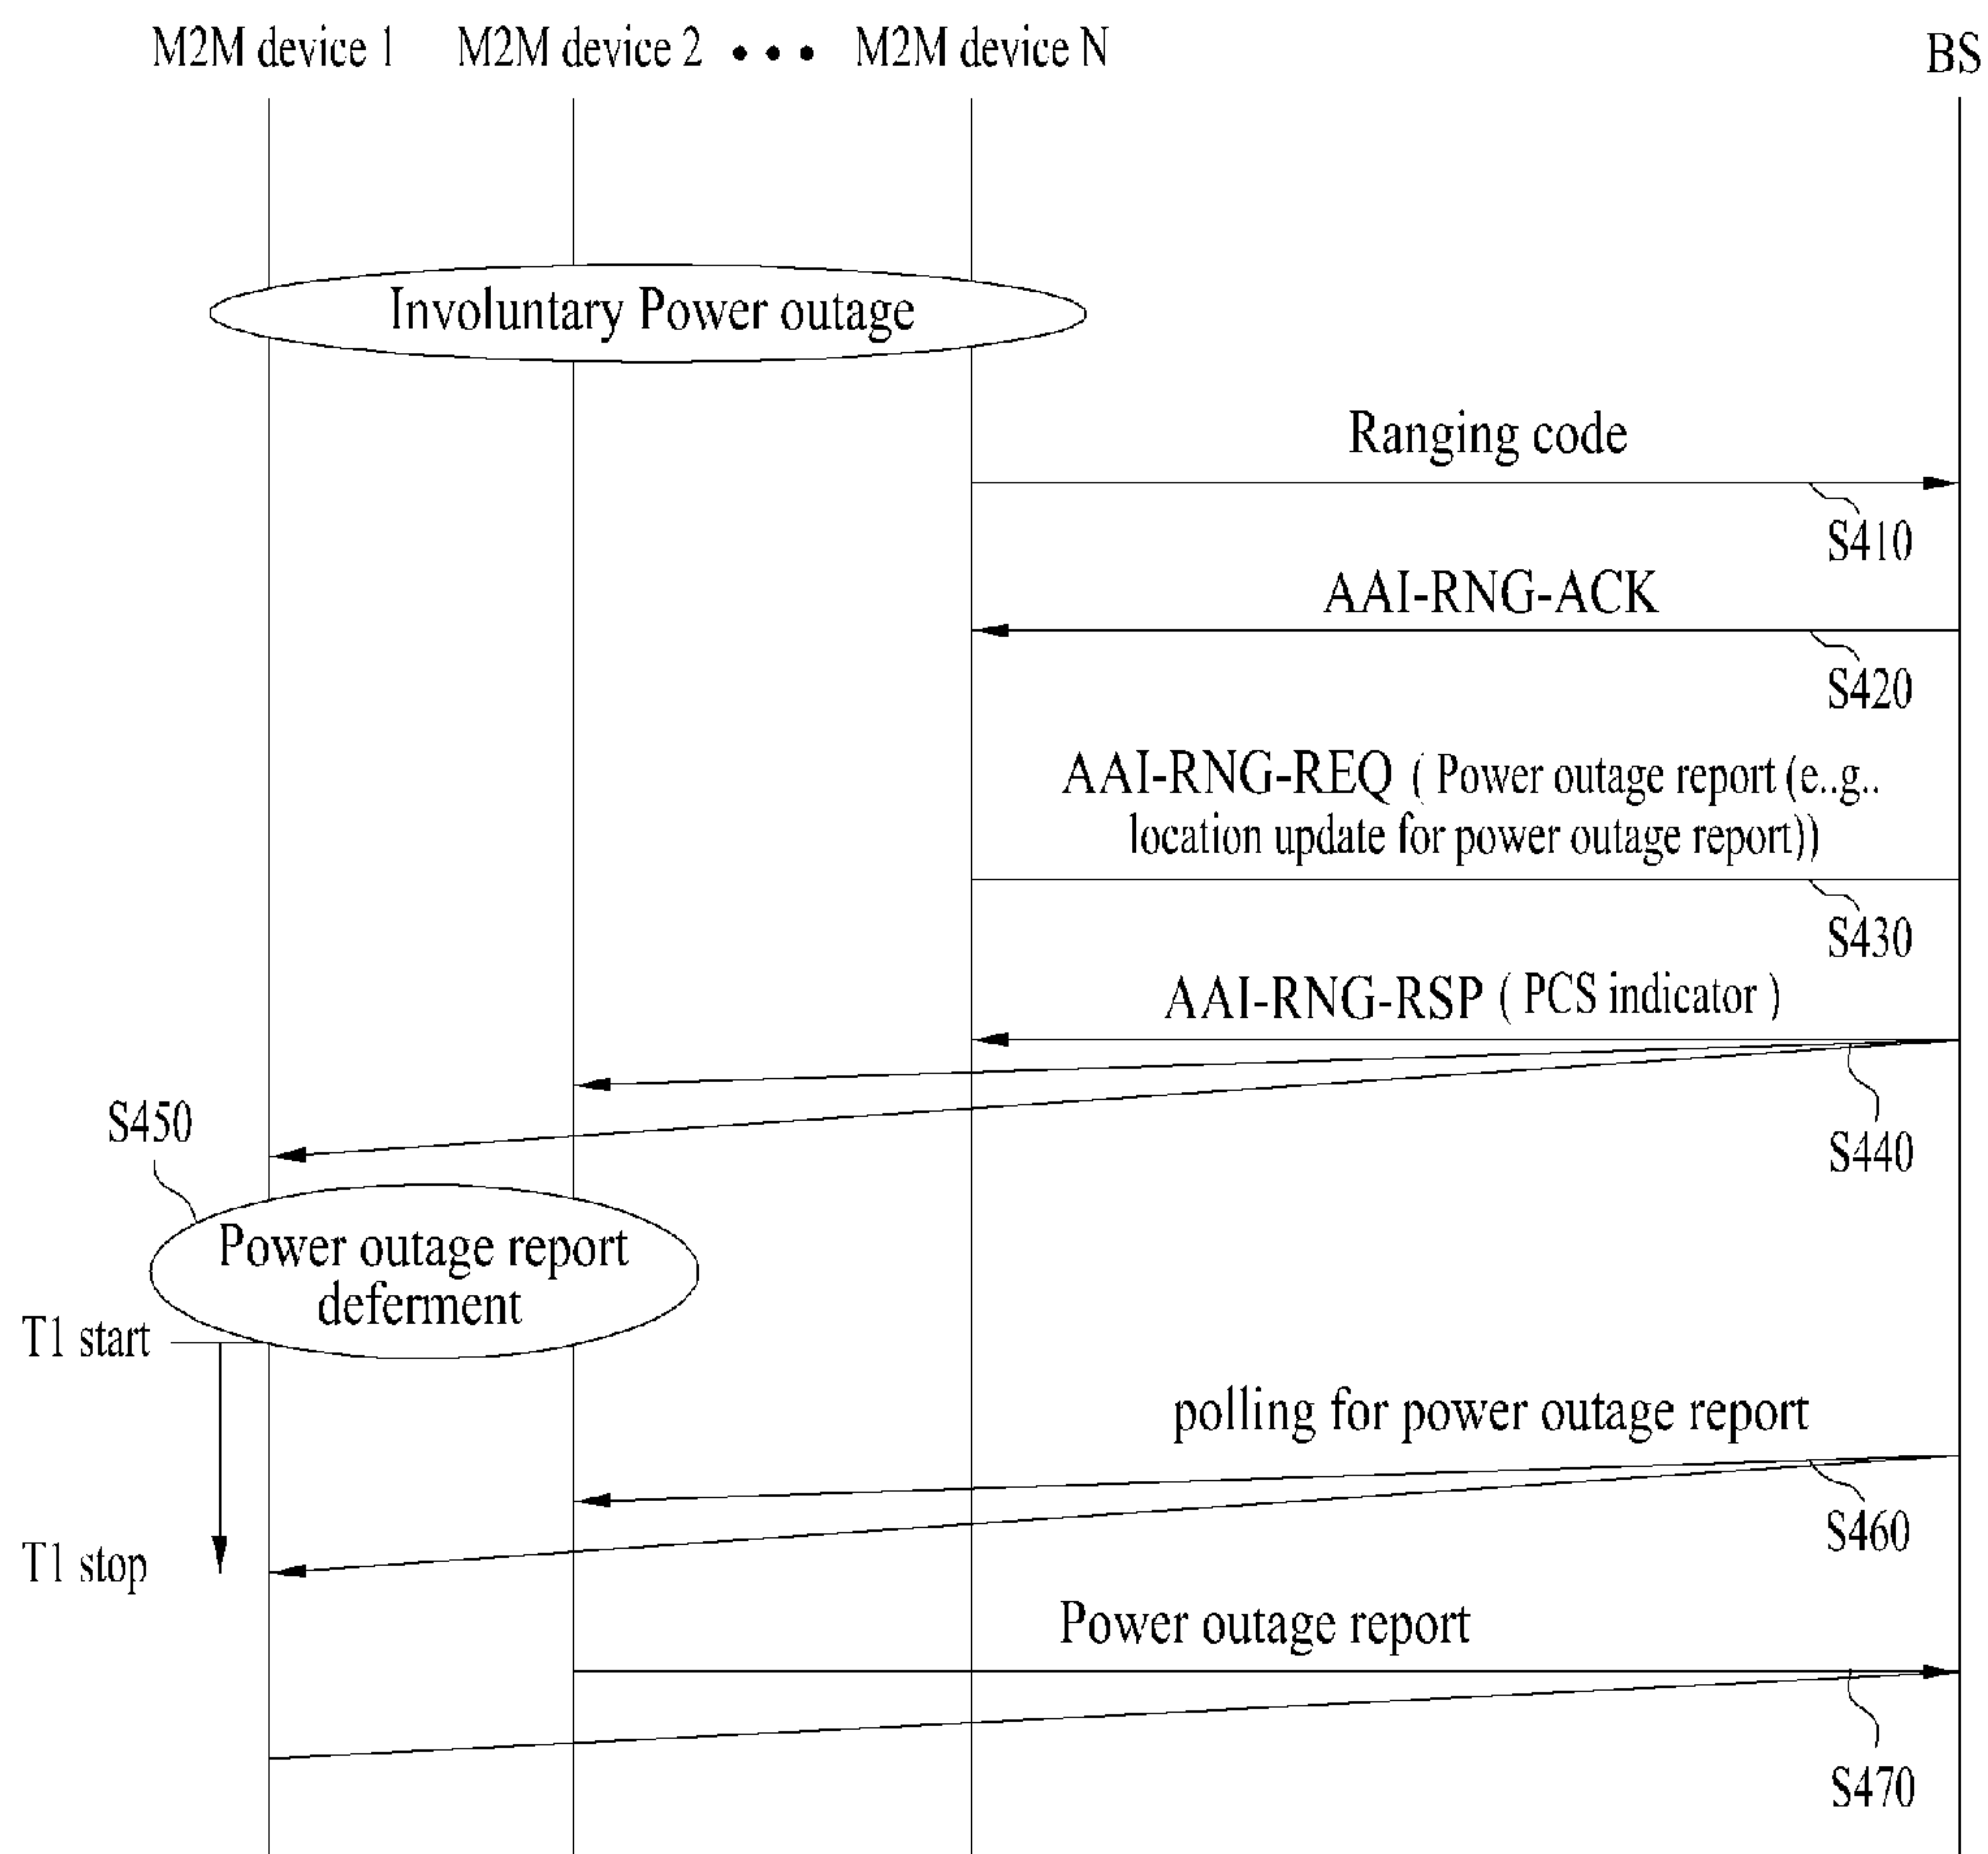 M2M device 1 M2M device 2 • • • M2M device N BS
Involuntary Power outage
Ranging code
S410
AAI-RNG-ACK
S420
AAI-RNG-REQ ( Power outage report (e..g..
location update for power outage report))
S430
AAI-RNG-RSP ( PCS indicator )
S440
S450
Power outage report
deferment
T1 start
polling for power outage report
S460
T1 stop
Power outage report
S470